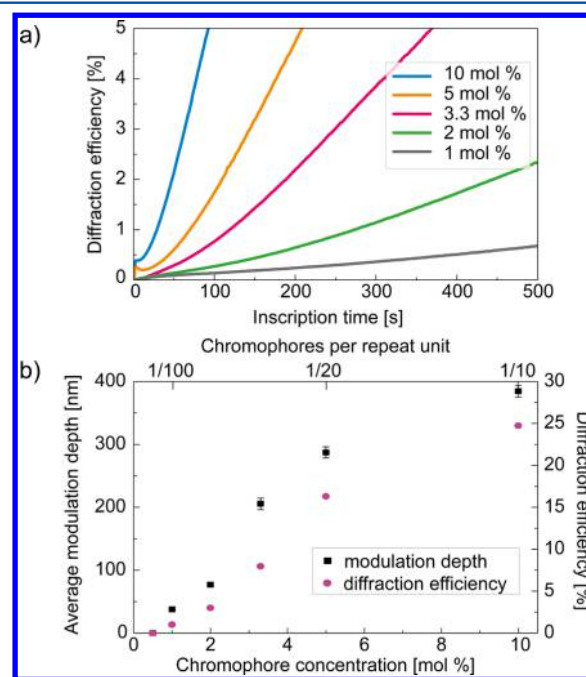 a)
5
4
3
2
1
0
Diffraction efficiency [%]
10 mol %
5 mol %
3.3 mol %
2 mol %
1 mol %
0 100 200 300 400 500
Inscription time [s]
Chromophores per repeat unit
1/100 1/20 1/10
b)
400
300
200
100
0
Average modulation depth [nm]
30
25
20
15
10
5
0
Diffraction efficiency [%]
modulation depth
diffraction efficiency
0 2 4 6 8 10
Chromophore concentration [mol %]